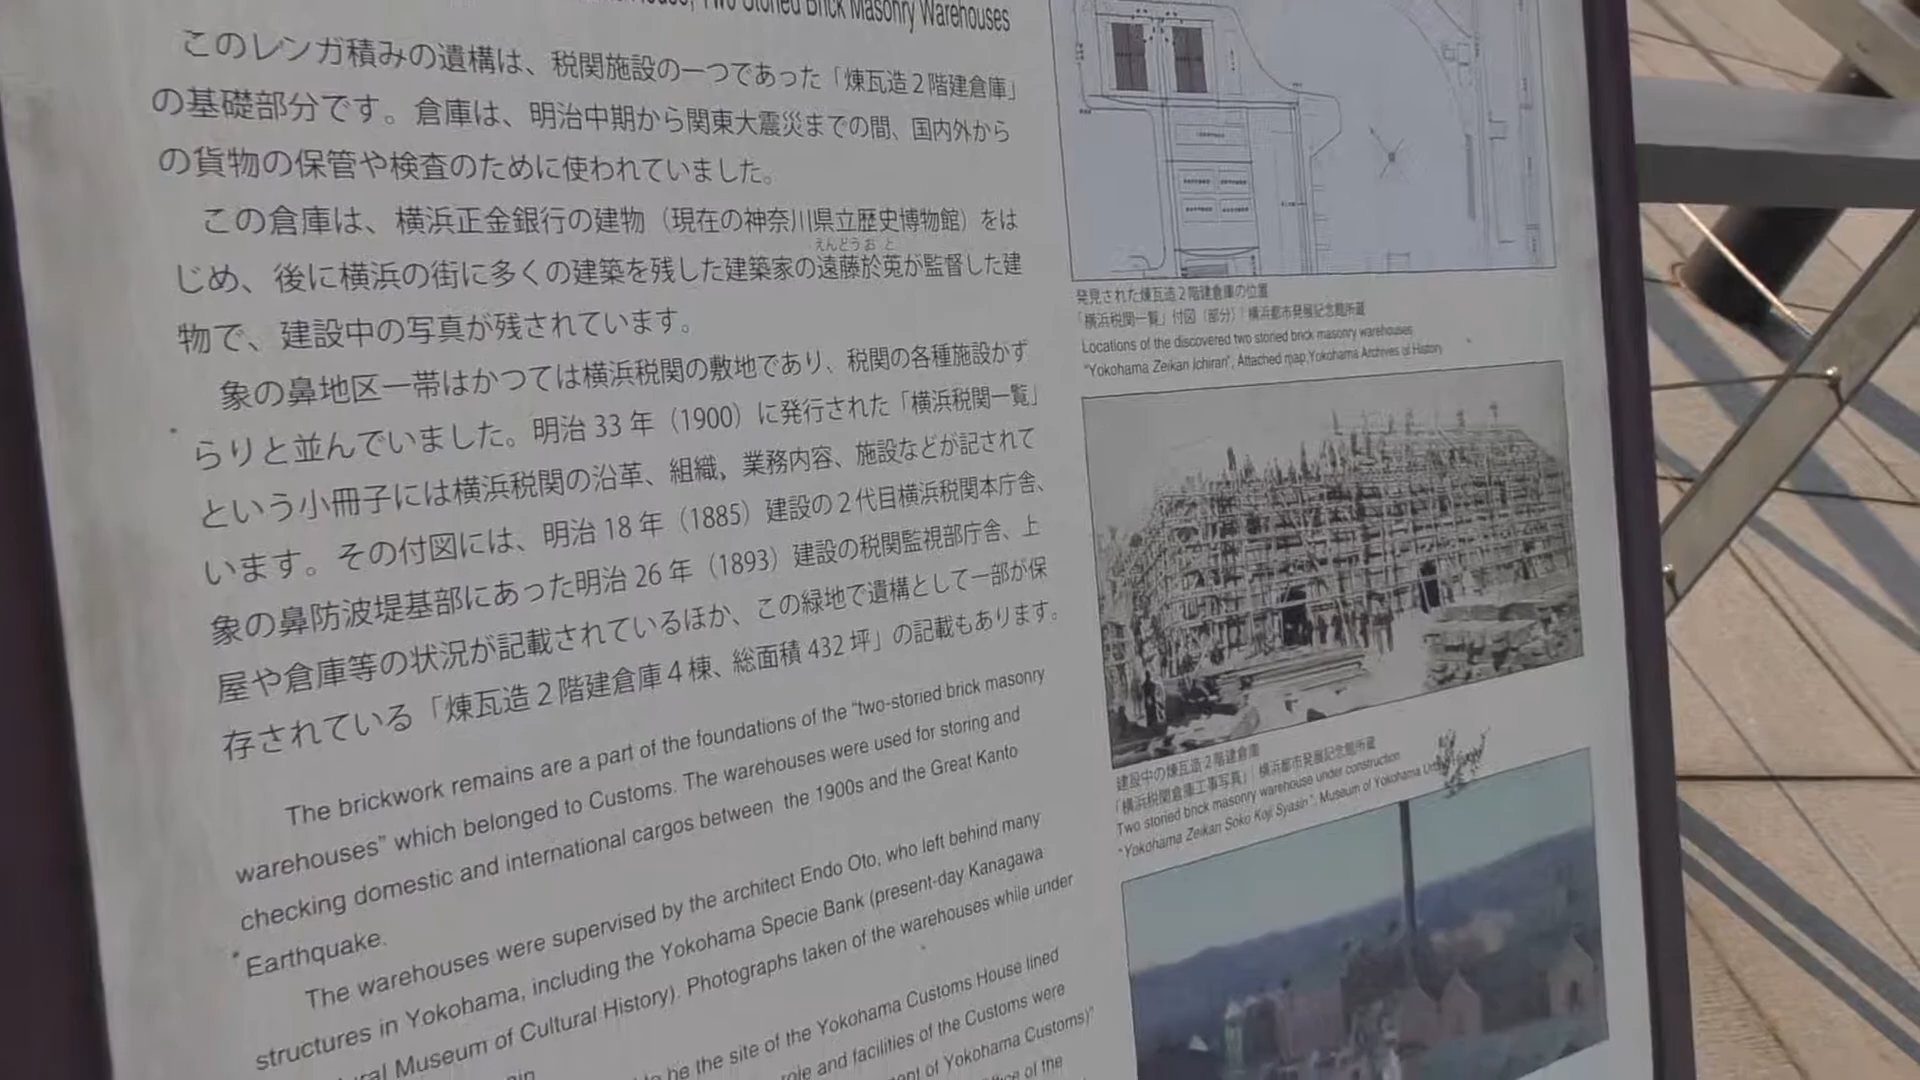 House, Two Storied Brick Masonry Warehouses
このレンガ積みの遺構は、税関施設の一つであった「煉瓦造2階建倉庫」
の基礎部分です。倉庫は、明治中期から関東大震災までの間、国内外から
の貨物の保管や検査のために使われていました。
この倉庫は、横浜正金銀行の建物（現在の神奈川県立歴史博物館）をは
えんどう お と
じめ、後に横浜の街に多くの建築を残した建築家の遠藤於菟が監督した建
物で、建設中の写真が残されています。
象の鼻地区一帯はかつては横浜税関の敷地であり、税関の各種施設がず
らりと並んでいました。明治 33 年（1900）に発行された「横浜税関一覧」
という小冊子には横浜税関の沿革、組織，業務内容、施設などが記されて
います。その付図には、明治 18 年（1885）建設の2代目横浜税関本庁舎、
象の鼻防波堤基部にあった明治 26 年（1893）建設の税関監視部庁舎、上
屋や倉庫等の状況が記載されているほか、この緑地で遺構として一部が保
存されている「煉瓦造2階建倉庫4棟、総面積 432 坪」の記載もあります。
The brickwork remains are a part of the foundations of the “two-storied brick masonry
warehouses” which belonged to Customs. The warehouses were used for storing and
checking domestic and international cargos between the 1900s and the Great Kanto
Earthquake.
The warehouses were supervised by the architect Endo Oto, who left behind many
structures in Yokohama, including the Yokohama Specie Bank (present-day Kanagawa
Museum of Cultural History). Photographs taken of the warehouses while under
be the site of the Yokohama Customs House lined
role and facilities of the Customs were
of Yokohama Customs)”
of the
発見された煉瓦造2階建倉庫の位置
「横浜税関一覧」付図（部分）｜横浜都市発展記念館所蔵
Locations of the discovered two storied brick masonry warehouses
“Yokohama Zeikan Ichiran”, Attached map,Yokohama Archives of History
建設中の煉瓦造2階建倉庫
「横浜税関倉庫工事写真」｜横浜都市発展記念館所蔵
Two storied brick masonry warehouse under construction
“Yokohama Zeikan Soko Koji Syasin”, Museum of Yokohama